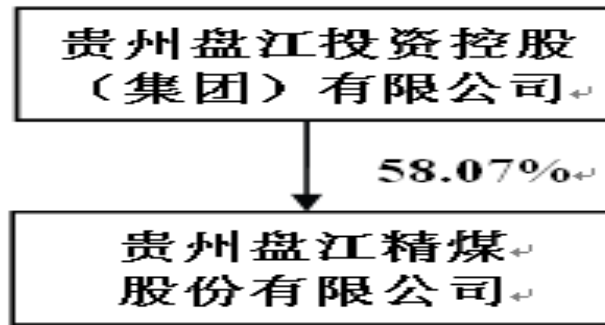 贵州盘江投资控股
（集团）有限公司
58.07%
贵州盘江精煤
股份有限公司